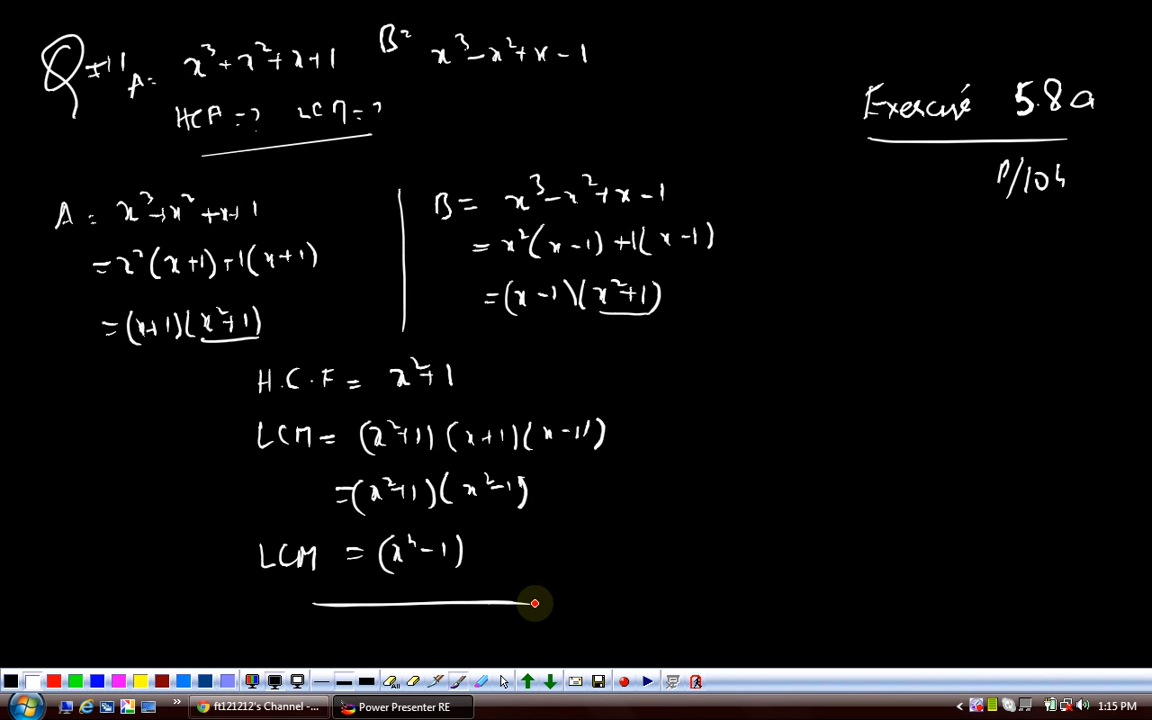 Q#11 A= x³+x²+x+1 B= x³-x²+x-1
HCF=? LCM=?
Exercise 5.8a
P/104
A= x³+x²+x+1
=x²(x+1)+1(x+1)
=(x+1)(x²+1)
B= x³-x²+x-1
= x²(x-1)+1(x-1)
=(x-1)(x²+1)
H.C.F= x²+1
LCM= (x²+1)(x+1)(x-1)
=(x²+1)(x²-1)
LCM =(x⁴-1)
ft121212's Channel -...
Power Presenter RE
1:15 PM